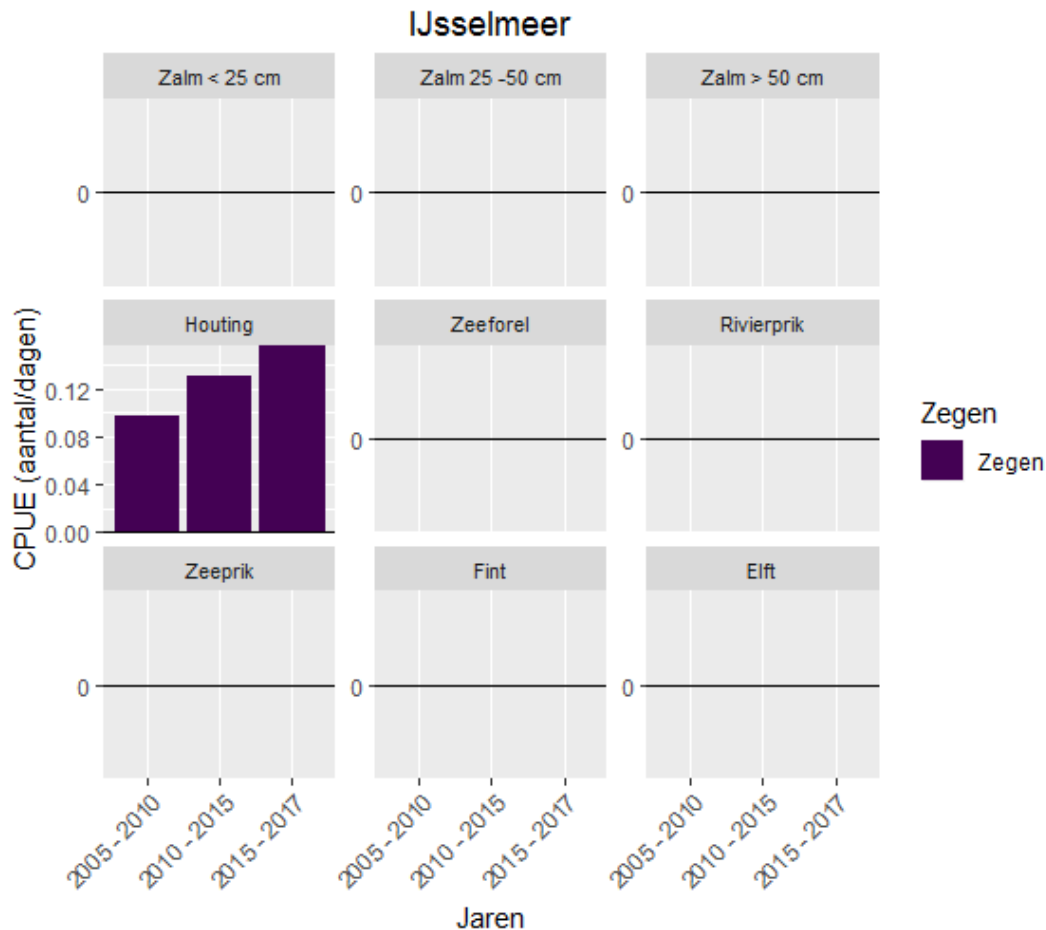 IJsselmeer
Zalm < 25 cm
Zalm 25 -50 cm
Zalm > 50 cm
0
0
0
Houting
Zeeforel
Rivierprik
CPUE (aantal/dagen)
0.12
0.08
0.04
0.00
0
0
Zegen
Zegen
Zeeprik
Fint
Elft
0
0
0
2005 - 2010
2010 - 2015
2015 - 2017
2005 - 2010
2010 - 2015
2015 - 2017
2005 - 2010
2010 - 2015
2015 - 2017
Jaren